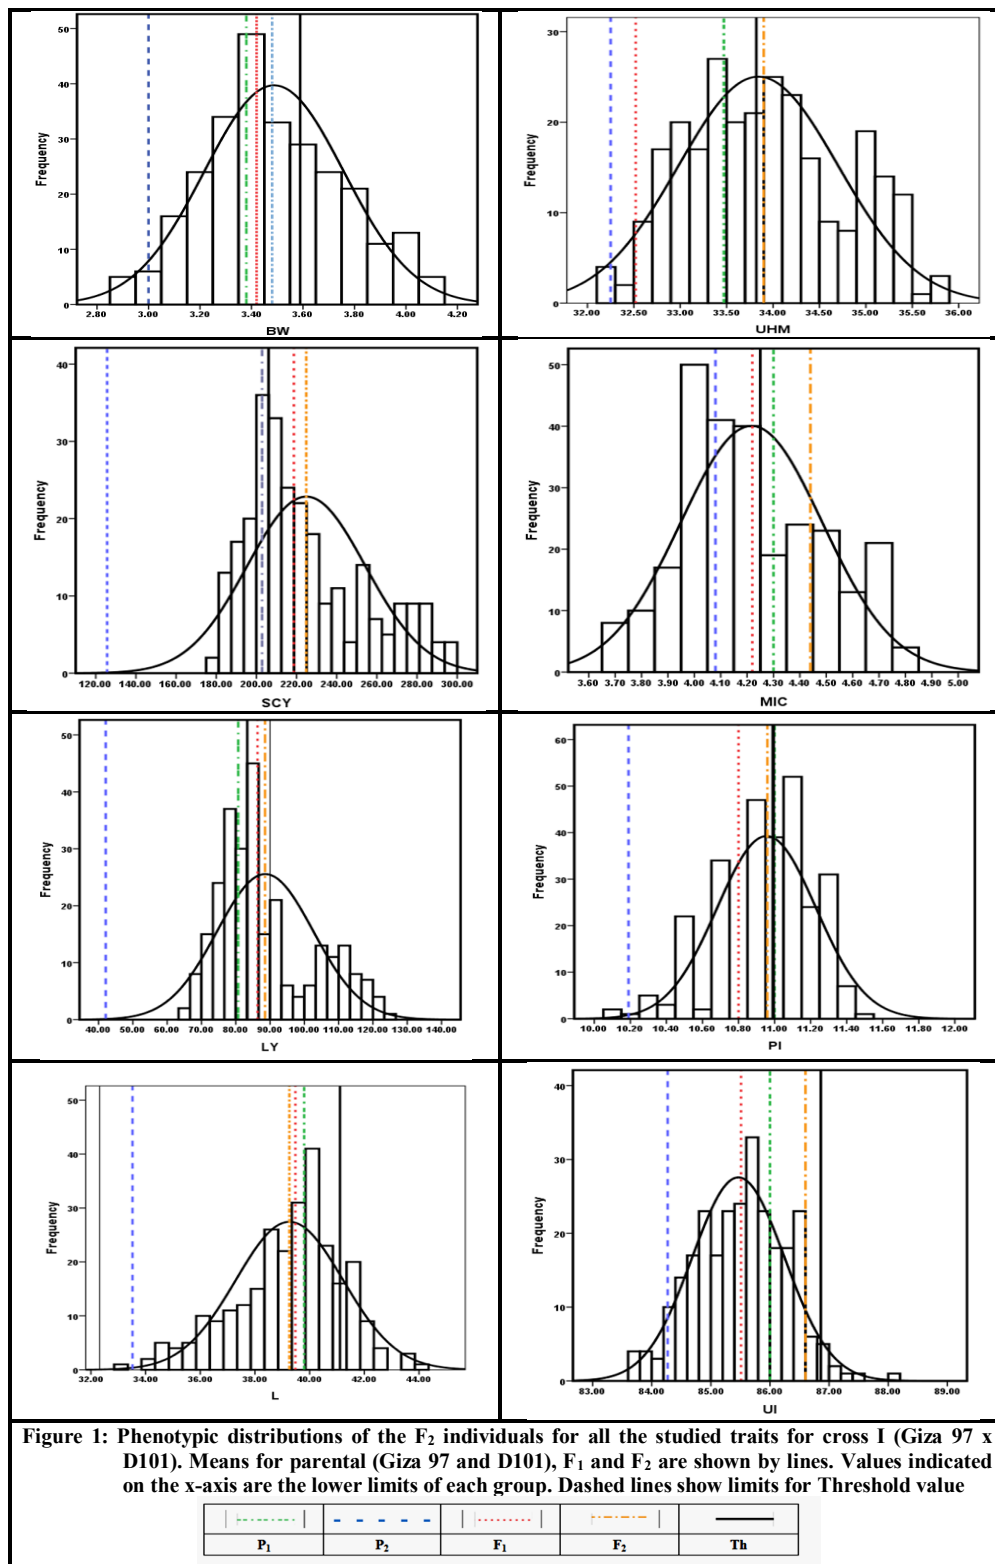 50
40
30
20
10
0
Frequency
2.80 3.00 3.20 3.40 3.60 3.80 4.00 4.20
BW
30
20
10
0
Frequency
32.00 32.50 33.00 33.50 34.00 34.50 35.00 35.50 36.00
UHM
40
30
20
10
0
Frequency
120.00 140.00 160.00 180.00 200.00 220.00 240.00 260.00 280.00 300.00
SCY
50
40
30
20
10
0
Frequency
3.60 3.70 3.80 3.90 4.00 4.10 4.20 4.30 4.40 4.50 4.60 4.70 4.80 4.90 5.00
MIC
50
40
30
20
10
0
Frequency
40.00 50.00 60.00 70.00 80.00 90.00 100.00 110.00 120.00 130.00 140.00
LY
60
50
40
30
20
10
0
Frequency
10.00 10.20 10.40 10.60 10.80 11.00 11.20 11.40 11.60 11.80 12.00
PI
50
40
30
20
10
0
Frequency
32.00 34.00 36.00 38.00 40.00 42.00 44.00
L
40
30
20
10
0
Frequency
83.00 84.00 85.00 86.00 87.00 88.00 89.00
UI
Figure 1: Phenotypic distributions of the F2 individuals for all the studied traits for cross I (Giza 97 x
D101). Means for parental (Giza 97 and D101), F1 and F2 are shown by lines. Values indicated
on the x-axis are the lower limits of each group. Dashed lines show limits for Threshold value
P1 P2 F1 F2 Th